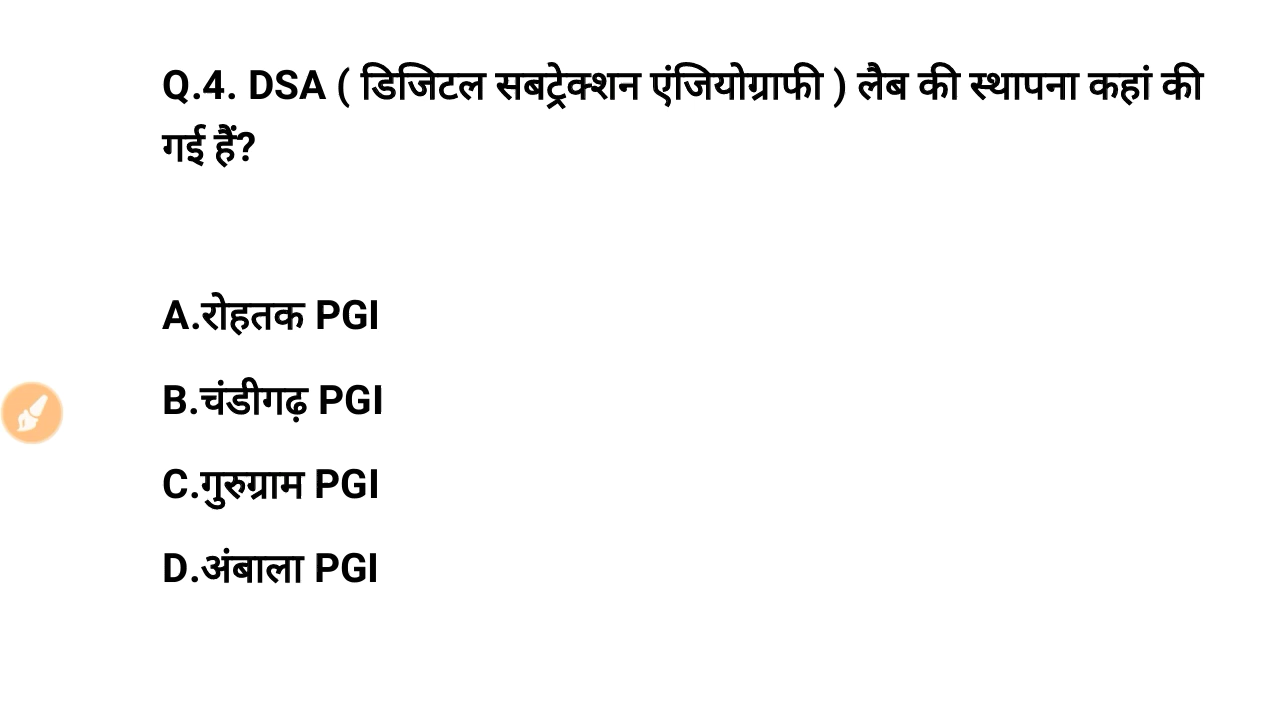 Q.4. DSA ( डिजिटल सबट्रेक्शन एंजियोग्राफी ) लैब की स्थापना कहां की
गई हैं?
A.रोहतक PGI
B.चंडीगढ़ PGI
C.गुरुग्राम PGI
D.अंबाला PGI